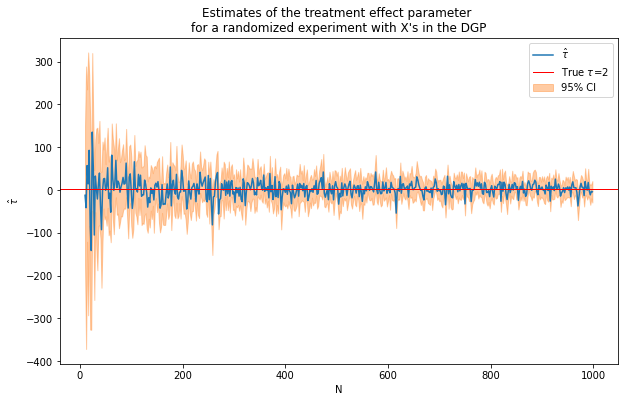 Estimates of the treatment effect parameter
for a randomized experiment with X's in the DGP
τ̂
True τ=2
95% CI
300
200
100
0
−100
−200
−300
−400
τ̂
0 200 400 600 800 1000
N